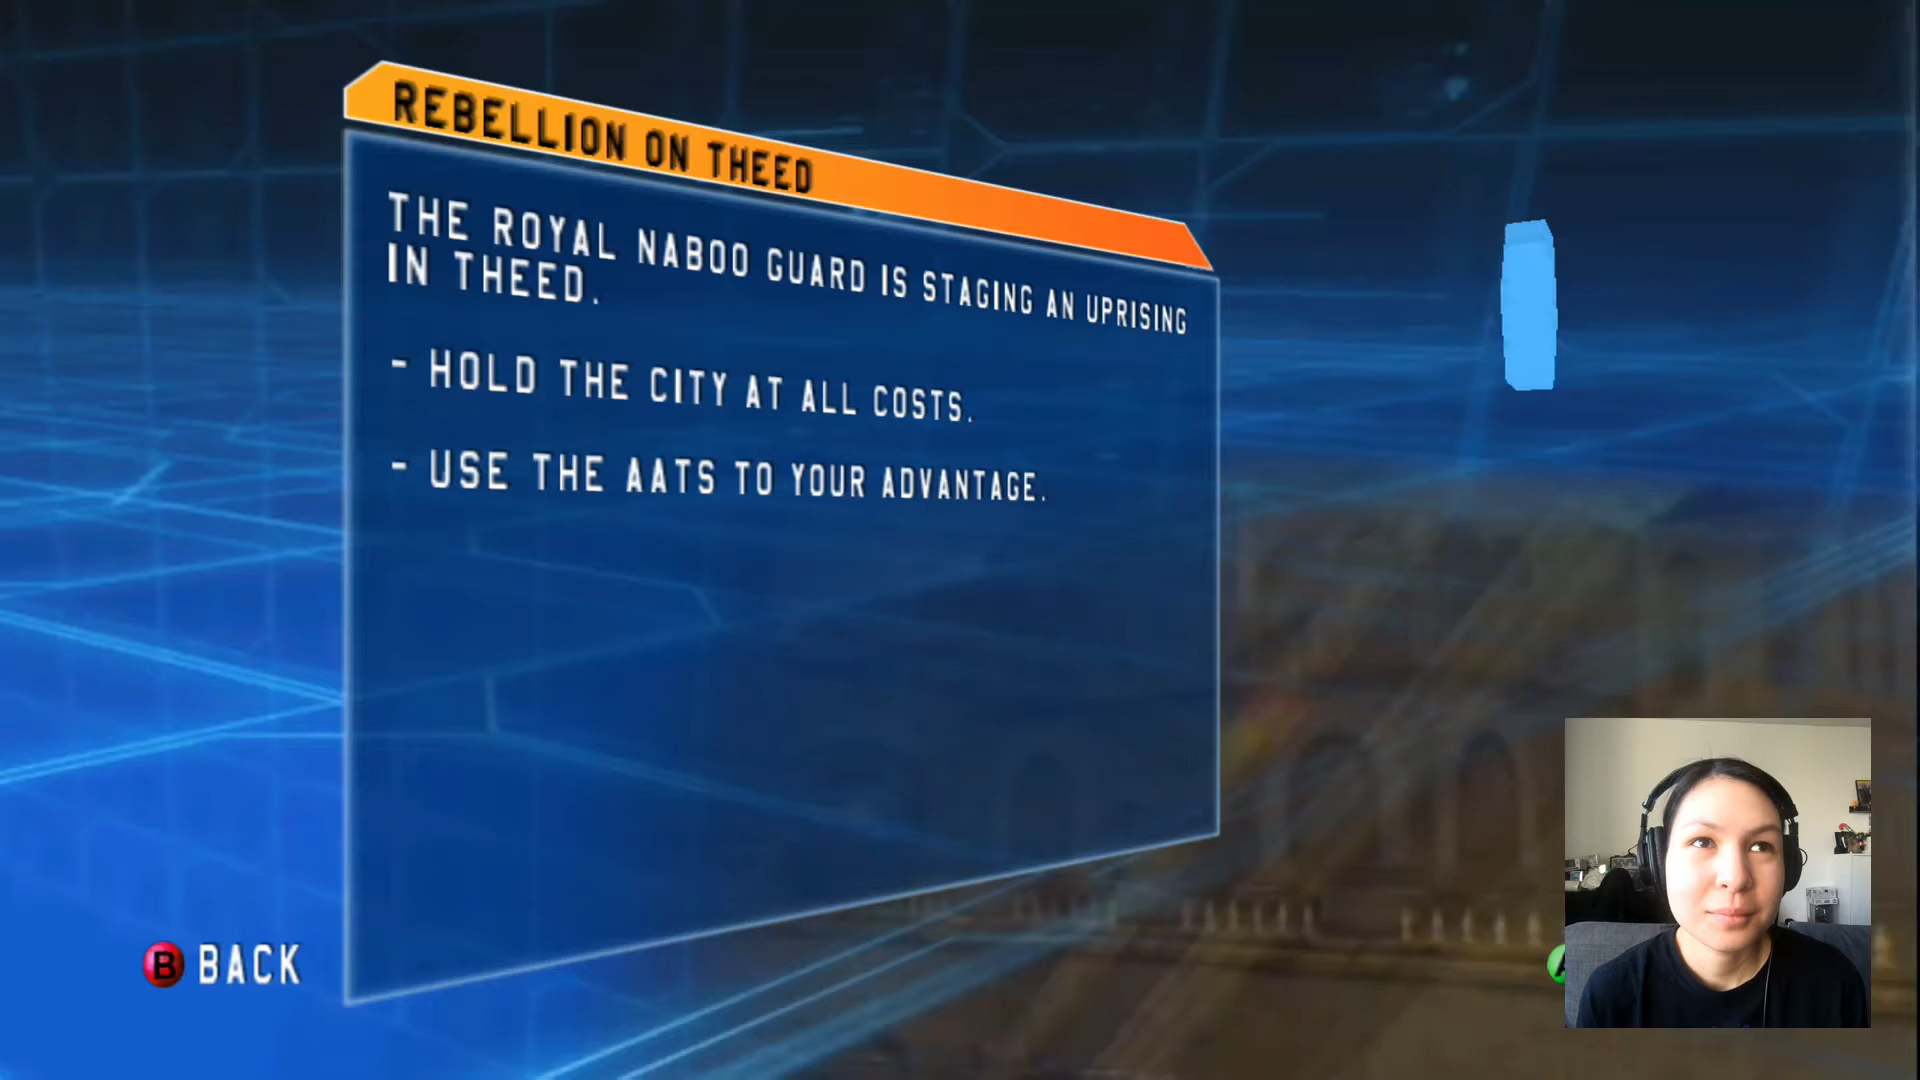 REBELLION ON THEED
THE ROYAL NABOO GUARD IS STAGING AN UPRISING
IN THEED.
- HOLD THE CITY AT ALL COSTS.
- USE THE AATS TO YOUR ADVANTAGE.
B BACK
A